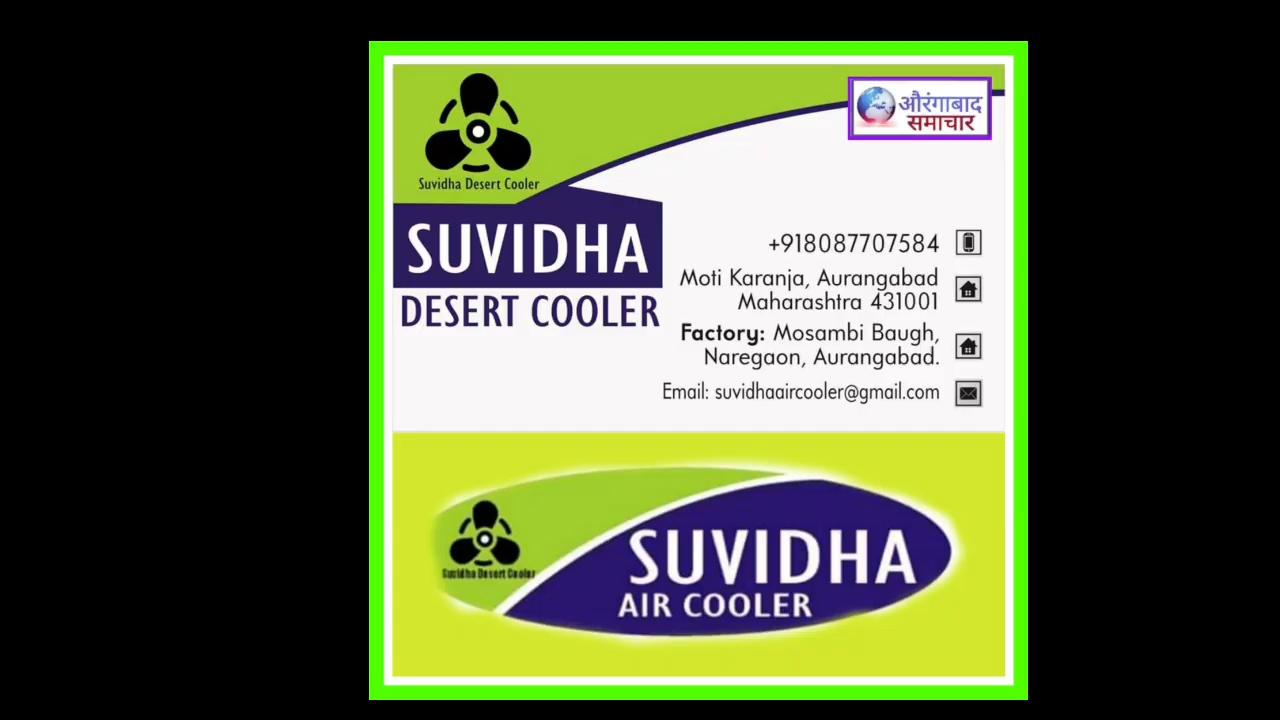 औरंगाबाद
समाचार
Suvidha Desert Cooler
SUVIDHA
DESERT COOLER
+918087707584
Moti Karanja, Aurangabad
Maharashtra 431001
Factory: Mosambi Baugh,
Naregaon, Aurangabad.
Email: suvidhaaircooler@gmail.com
Suvidha Desert Cooler
SUVIDHA
AIR COOLER